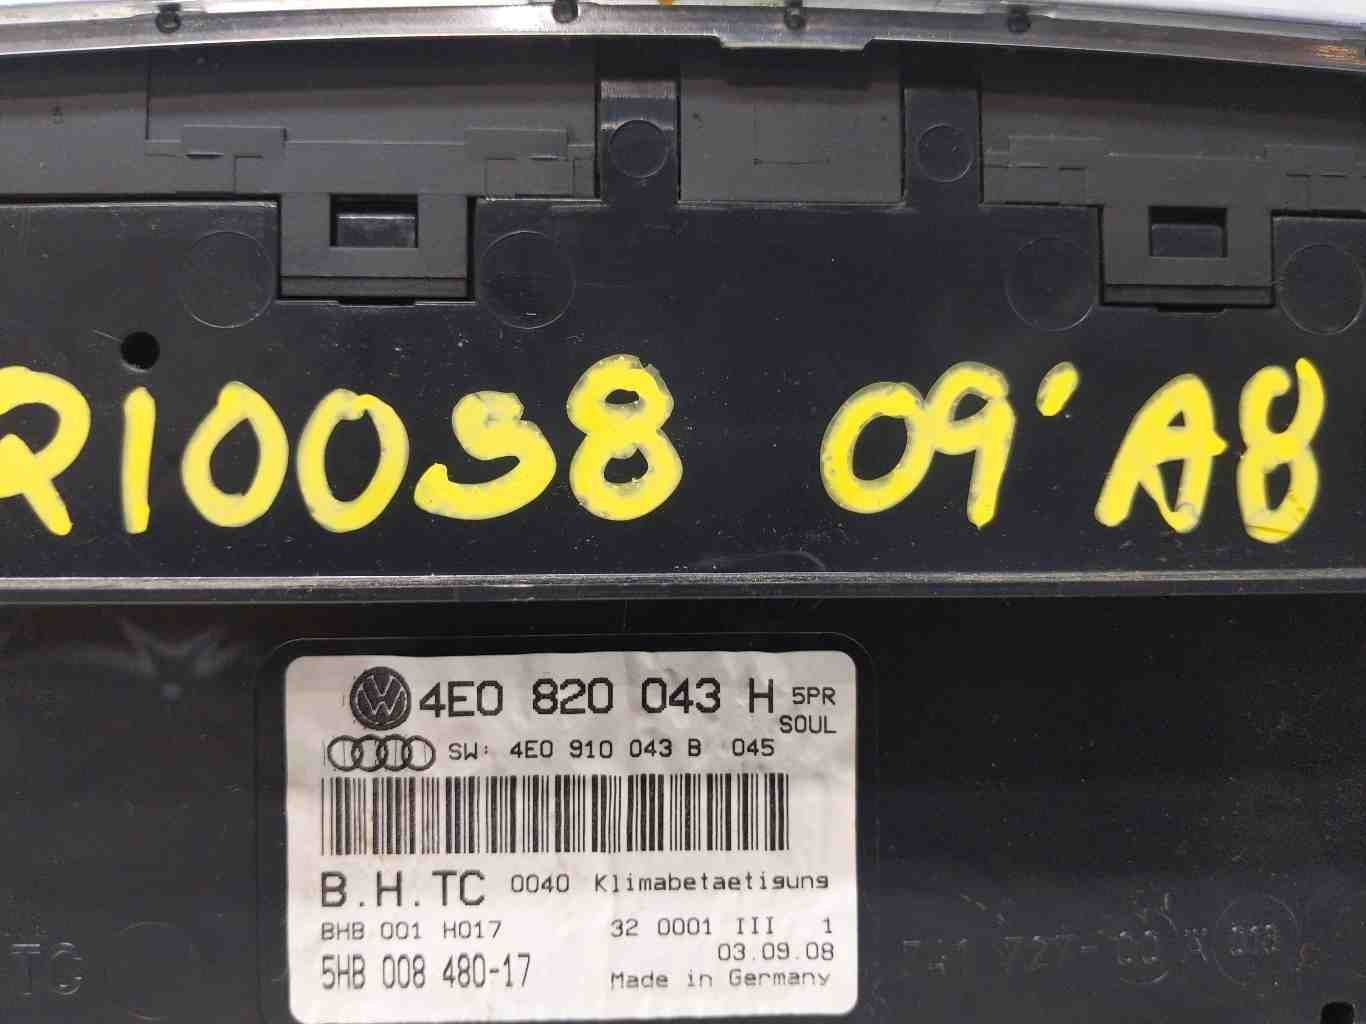 R10038 09' A8
4E0 820 043 H 5PR
SOUL
SW: 4E0 910 043 B 045
B.H.TC 0040 Klimabetaetigung
BHB 001 H017 32 0001 III 1
03.09.08
5HB 008 480-17 Made in Germany